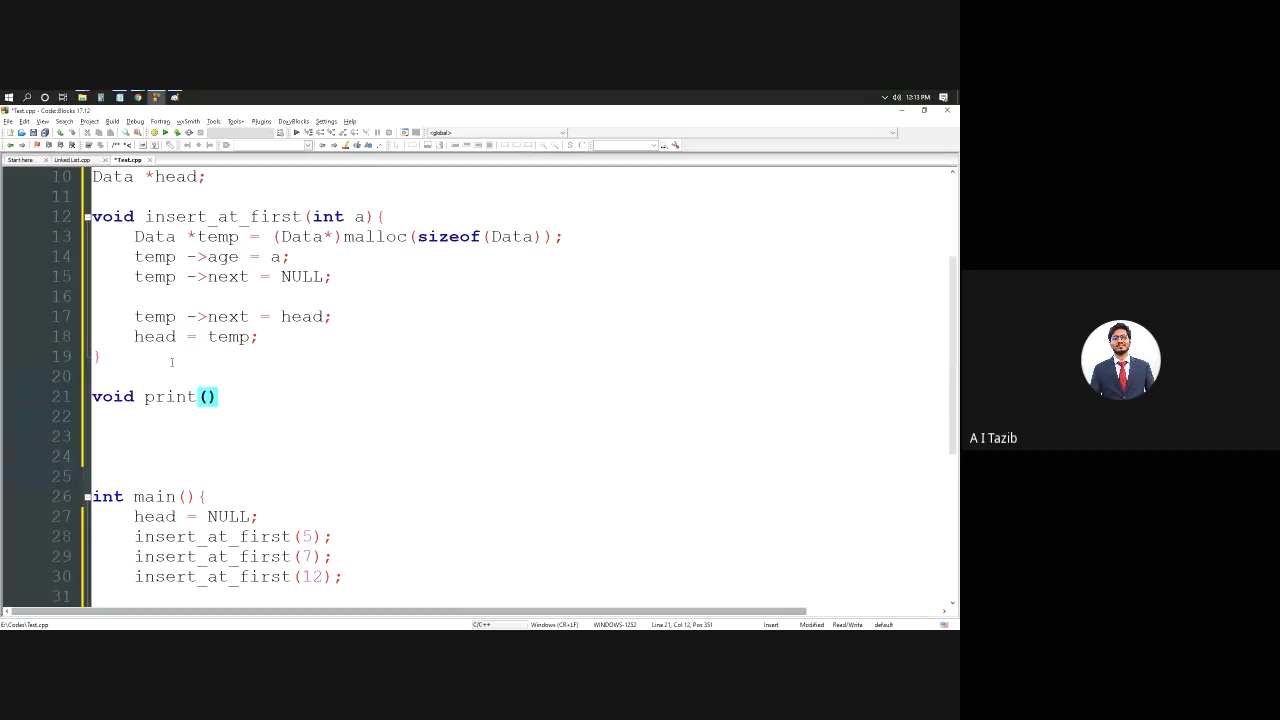 12:13 PM
*Test.cpp - Code::Blocks 17.12
File Edit View Search Project Build Debug Fortran wxSmith Tools Tools+ Plugins DoxyBlocks Settings Help
<global>
Start here Linked List.cpp *Test.cpp
10 Data *head;
11
12 void insert_at_first(int a){
13 Data *temp = (Data*)malloc(sizeof(Data));
14 temp ->age = a;
15 temp ->next = NULL;
16
17 temp ->next = head;
18 head = temp;
19 }
20
21 void print()
22
23
24
25
26 int main(){
27 head = NULL;
28 insert_at_first(5);
29 insert_at_first(7);
30 insert_at_first(12);
31
E:\Codes\Test.cpp C/C++ Windows (CR+LF) WINDOWS-1252 Line 21, Col 12, Pos 351 Insert Modified Read/Write default
A I Tazib